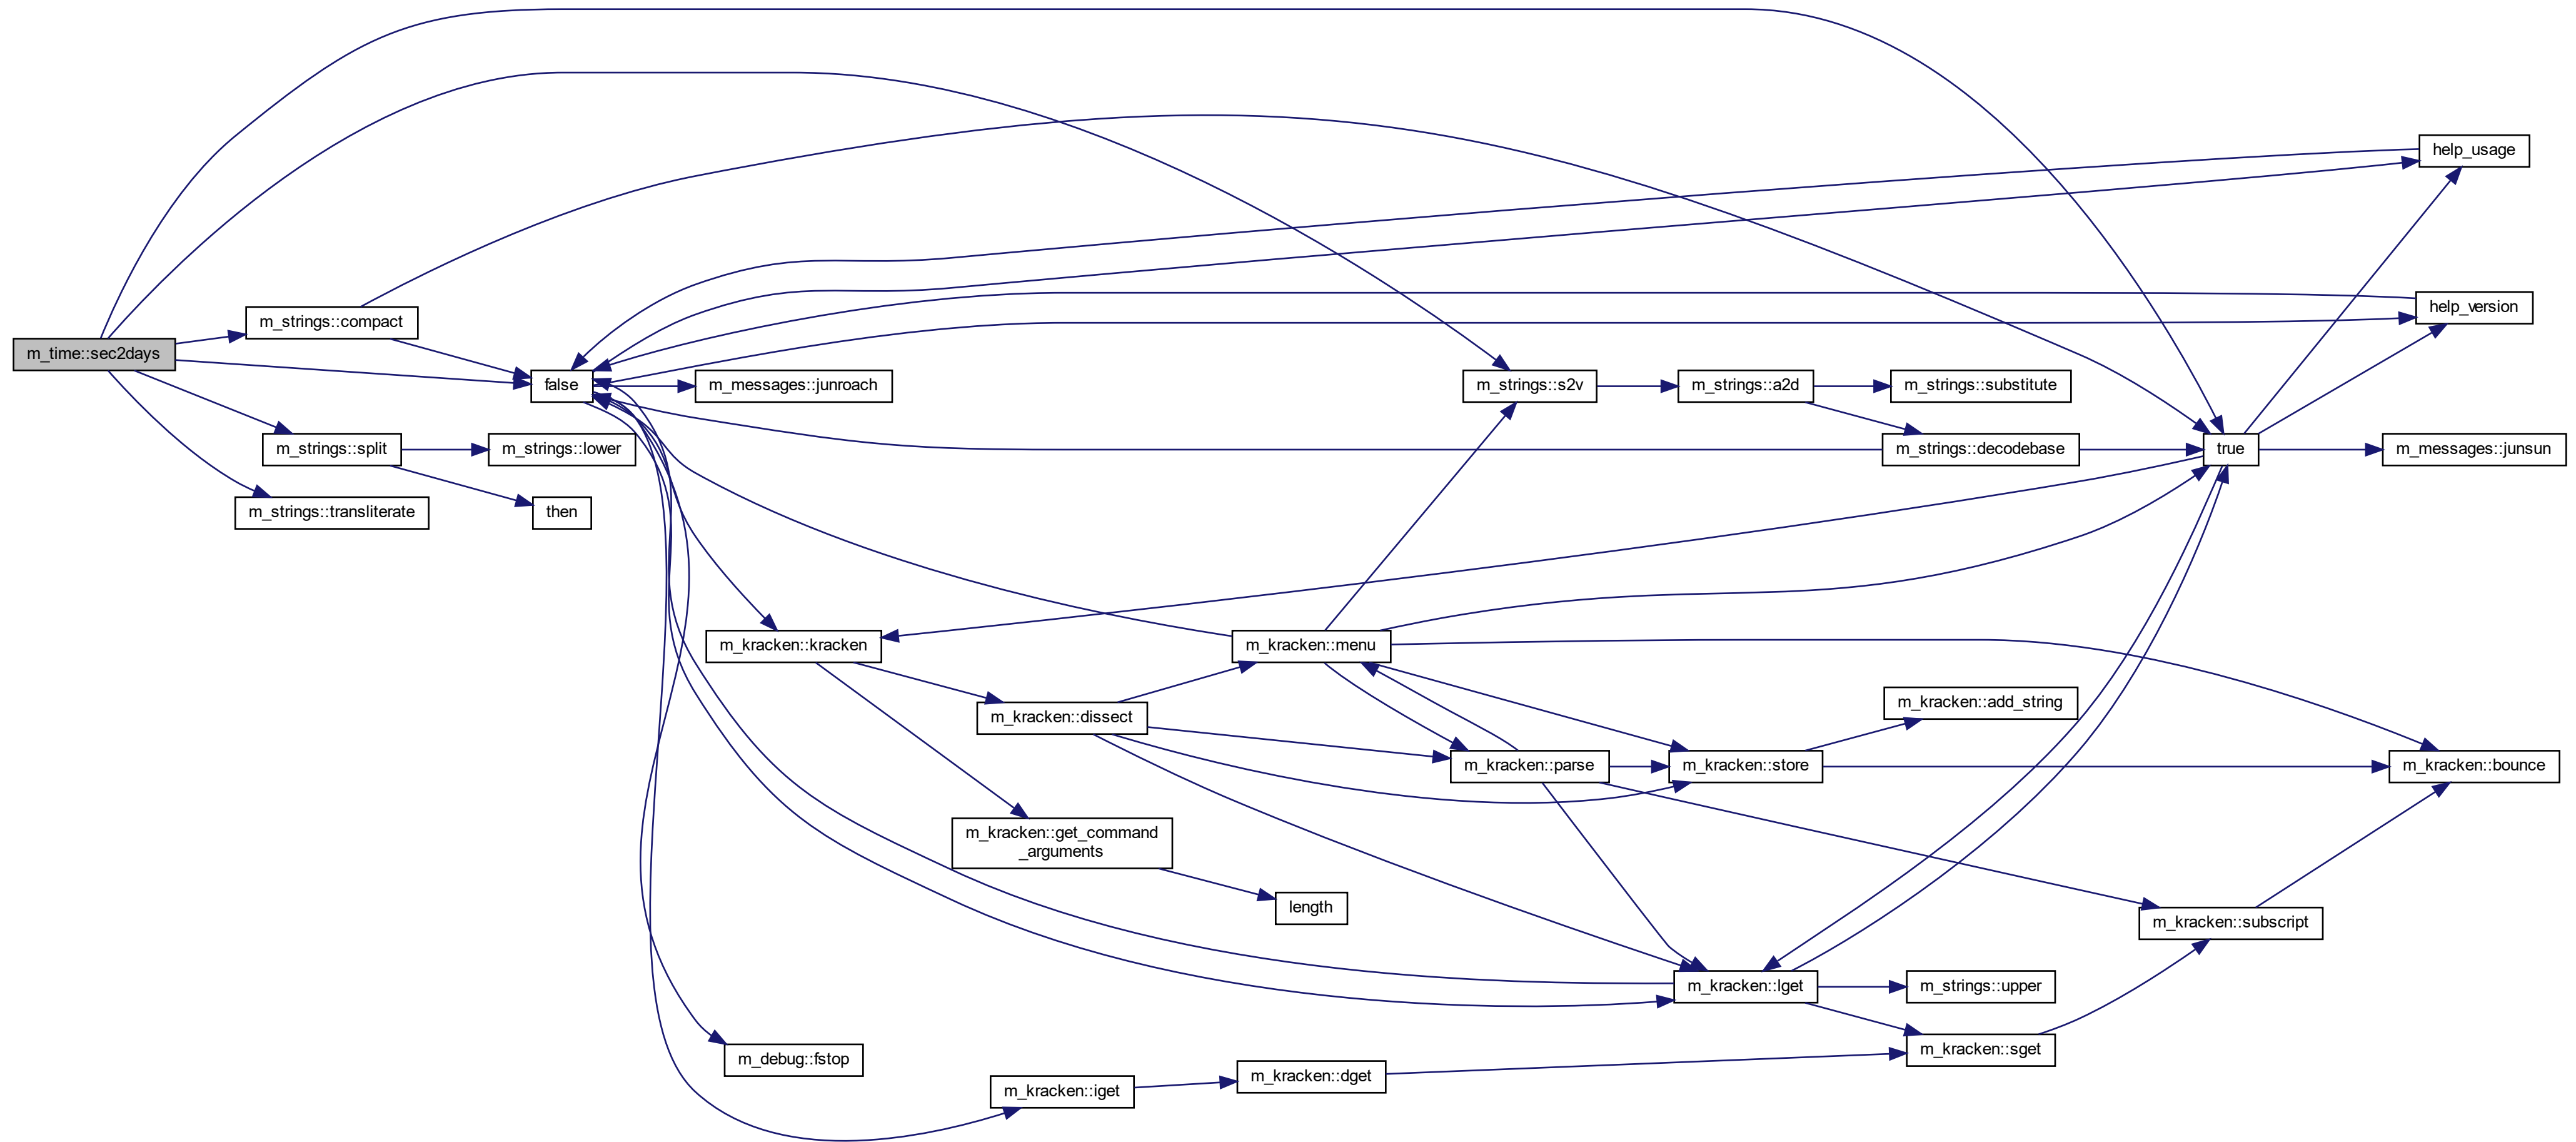 help_usage
help_version
m_strings::compact
m_time::sec2days
false
m_messages::junroach
m_strings::s2v
m_strings::a2d
m_strings::substitute
m_strings::split
m_strings::lower
m_strings::decodebase
true
m_messages::junsun
m_strings::transliterate
then
m_kracken::kracken
m_kracken::menu
m_kracken::add_string
m_kracken::dissect
m_kracken::parse
m_kracken::store
m_kracken::bounce
m_kracken::get_command
_arguments
length
m_kracken::subscript
m_kracken::lget
m_strings::upper
m_kracken::sget
m_debug::fstop
m_kracken::dget
m_kracken::iget